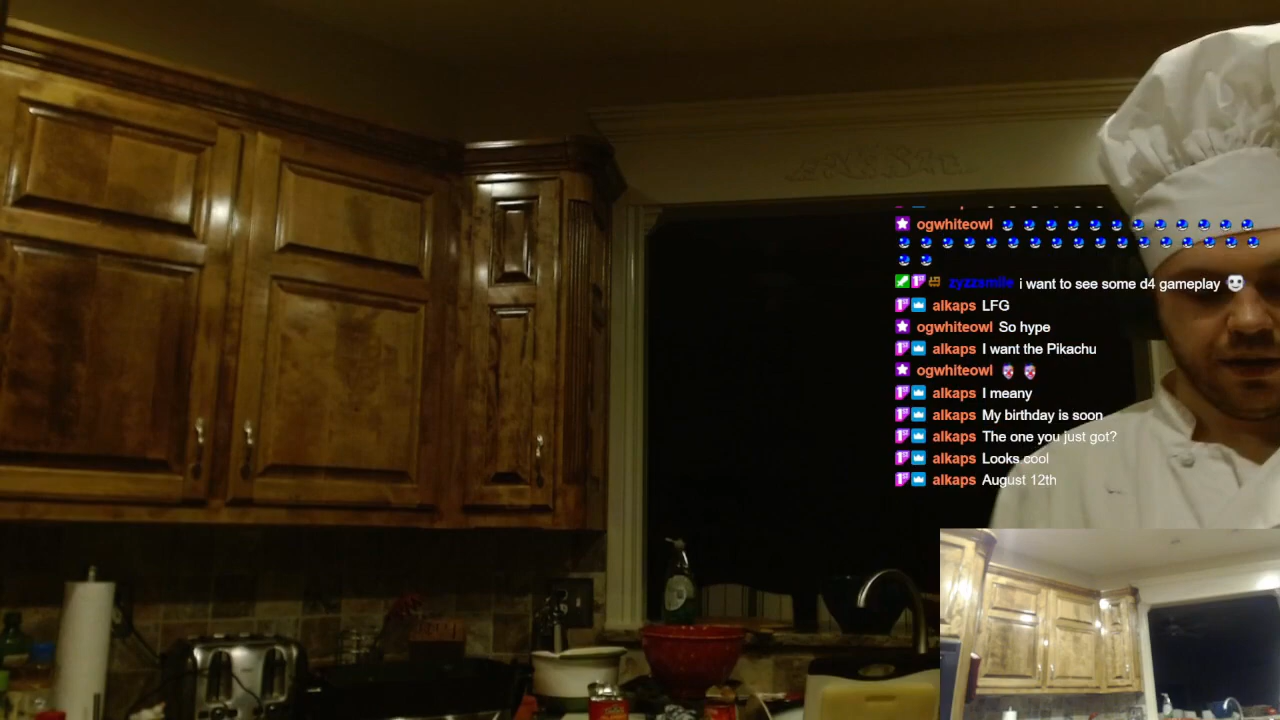 ogwhiteowl
zyzzsmile i want to see some d4 gameplay
alkaps LFG
ogwhiteowl So hype
alkaps I want the Pikachu
ogwhiteowl
alkaps I meany
alkaps My birthday is soon
alkaps The one you just got?
alkaps Looks cool
alkaps August 12th